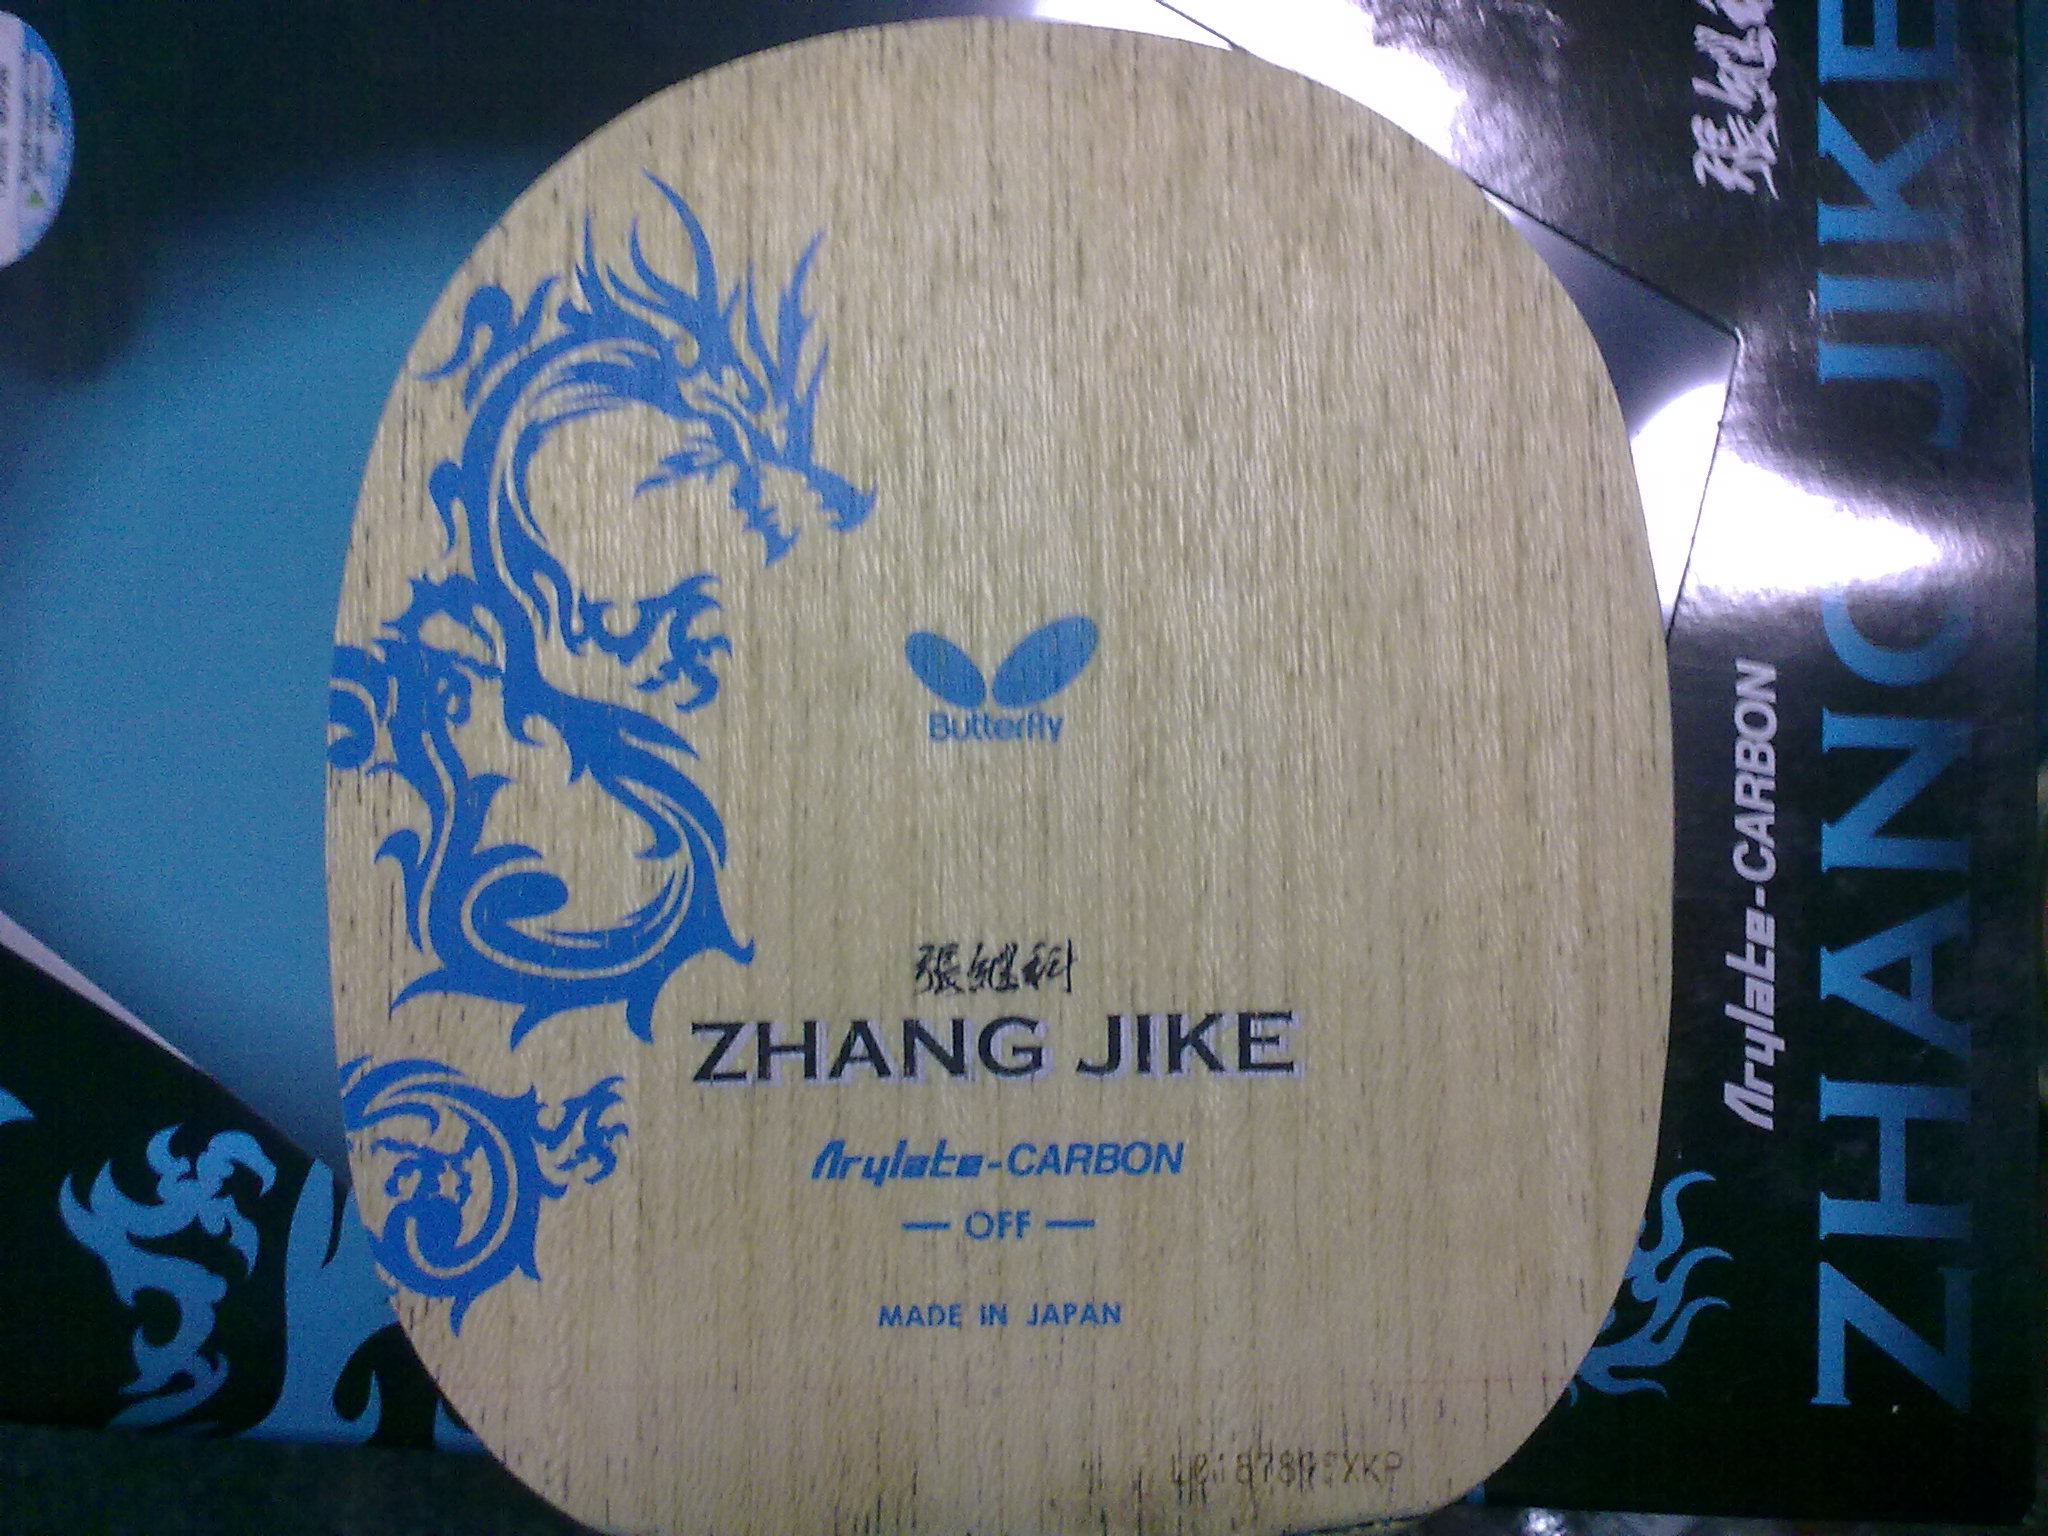 Butterfly
張継科
ZHANG JIKE
Arylate-CARBON
OFF
MADE IN JAPAN
ZHANG JIKE
Arylate-CARBON